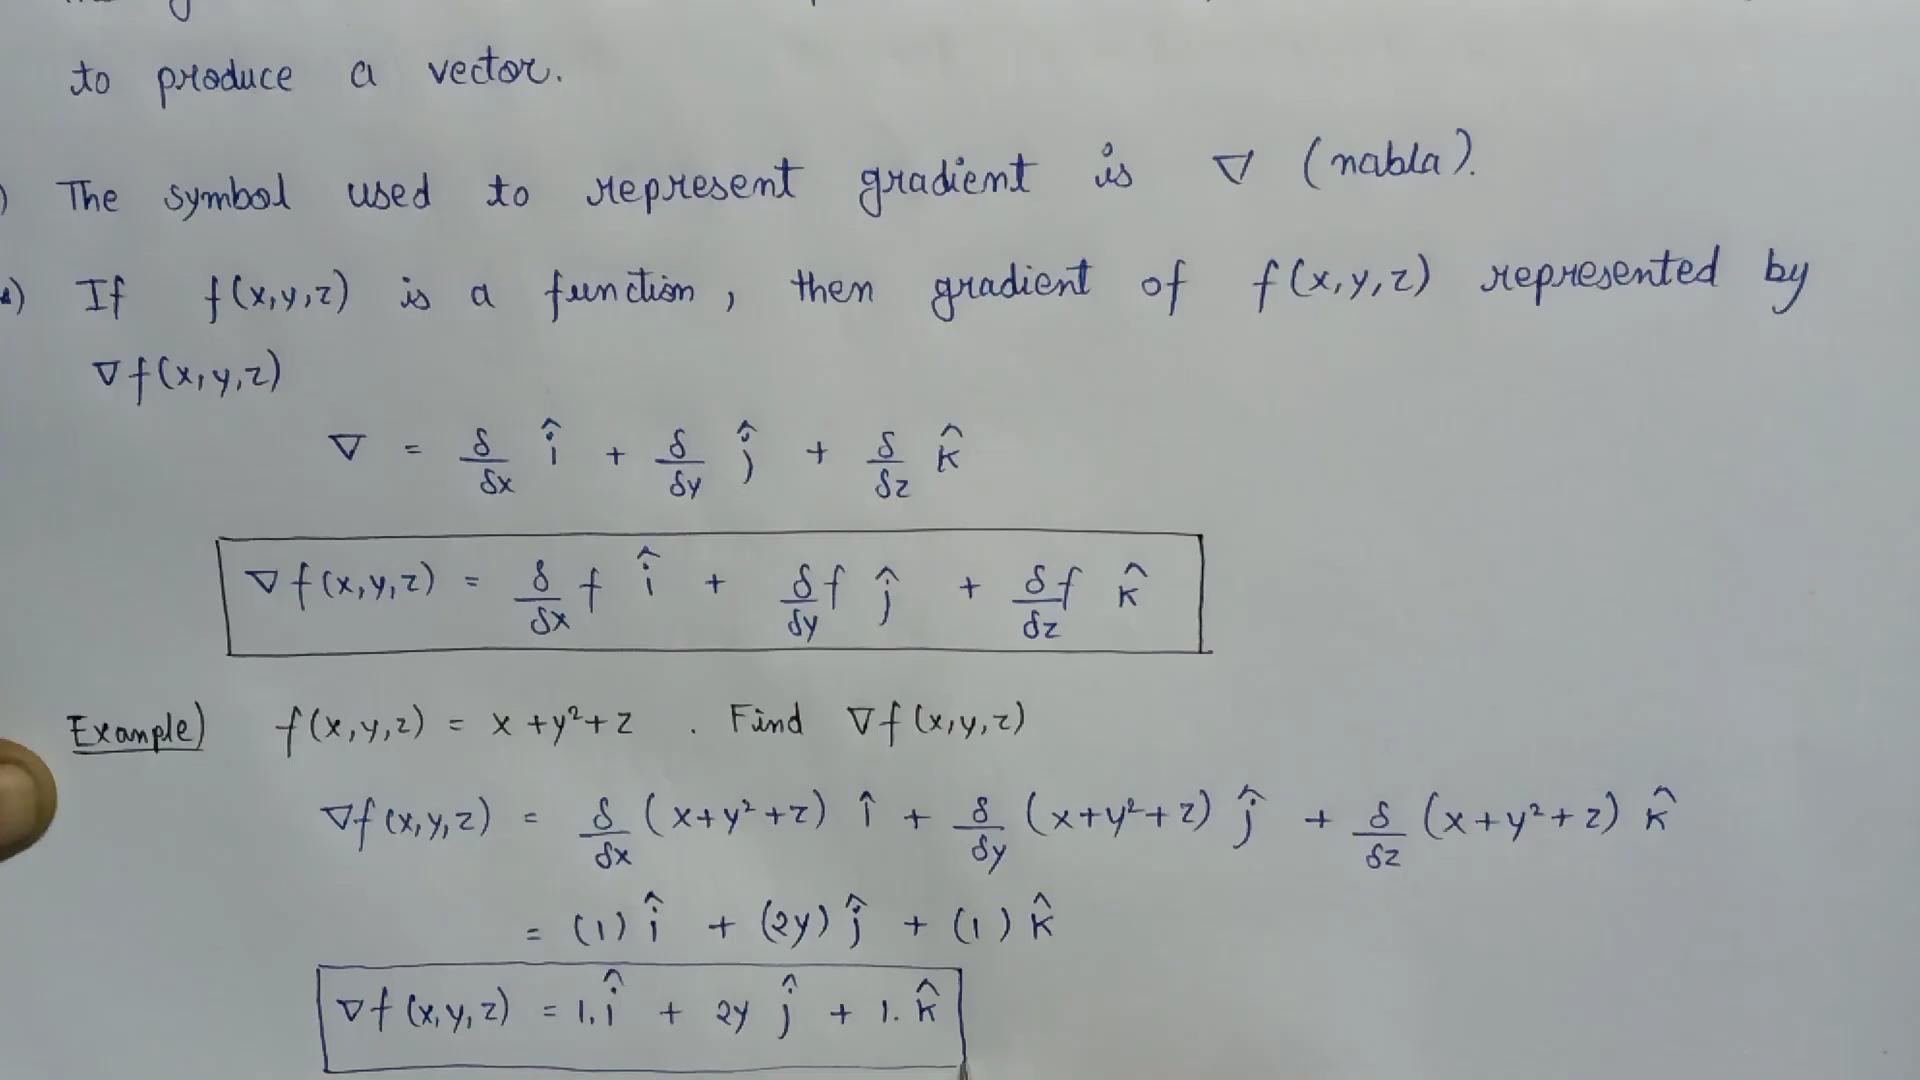 to produce a vector.
) The symbol used to represent gradient is ∇ (nabla).
) If f(x,y,z) is a function, then gradient of f(x,y,z) represented by
∇f(x,y,z)
∇ = δ/δx î + δ/δy ĵ + δ/δz k̂
∇f(x,y,z) = δ/δx f î + δ/δy f ĵ + δ/δz f k̂
Example) f(x,y,z) = x+y²+z . Find ∇f(x,y,z)
∇f(x,y,z) = δ/δx (x+y²+z) î + δ/δy (x+y²+z) ĵ + δ/δz (x+y²+z) k̂
= (1) î + (2y) ĵ + (1) k̂
∇f(x,y,z) = 1.î + 2y ĵ + 1.k̂